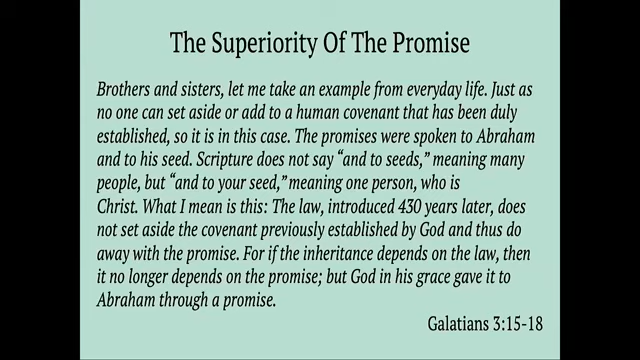 The Superiority Of The Promise
Brothers and sisters, let me take an example from everyday life. Just as
no one can set aside or add to a human covenant that has been duly
established, so it is in this case. The promises were spoken to Abraham
and to his seed. Scripture does not say “and to seeds,” meaning many
people, but “and to your seed,” meaning one person, who is
Christ. What I mean is this: The law, introduced 430 years later, does
not set aside the covenant previously established by God and thus do
away with the promise. For if the inheritance depends on the law, then
it no longer depends on the promise; but God in his grace gave it to
Abraham through a promise.
Galatians 3:15-18